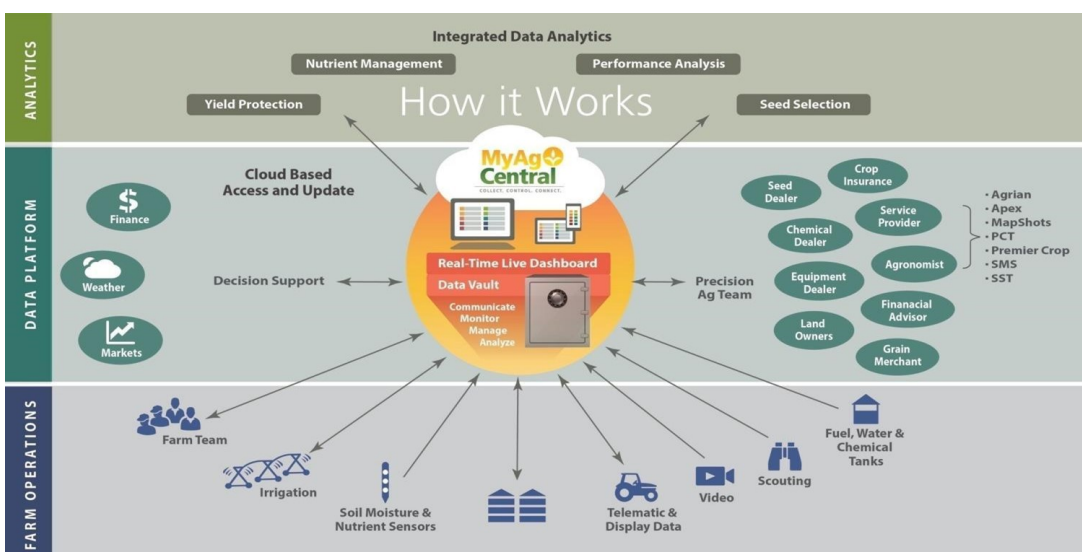 ANALYTICS
Integrated Data Analytics
Nutrient Management
Performance Analysis
Yield Protection
How it Works
Seed Selection
DATA PLATFORM
Cloud Based
Access and Update
MyAg
Central
COLLECT. CONTROL. CONNECT.
Finance
Weather
Markets
Decision Support
Real-Time Live Dashboard
Data Vault
Communicate
Monitor
Manage
Analyze
Precision
Ag Team
Seed
Dealer
Crop
Insurance
Chemical
Dealer
Service
Provider
Agronomist
Equipment
Dealer
Finanacial
Advisor
Land
Owners
Grain
Merchant
• Agrian
• Apex
• MapShots
• PCT
• Premier Crop
• SMS
• SST
FARM OPERATIONS
Farm Team
Irrigation
Soil Moisture &
Nutrient Sensors
Telematic &
Display Data
Video
Scouting
Fuel, Water &
Chemical
Tanks